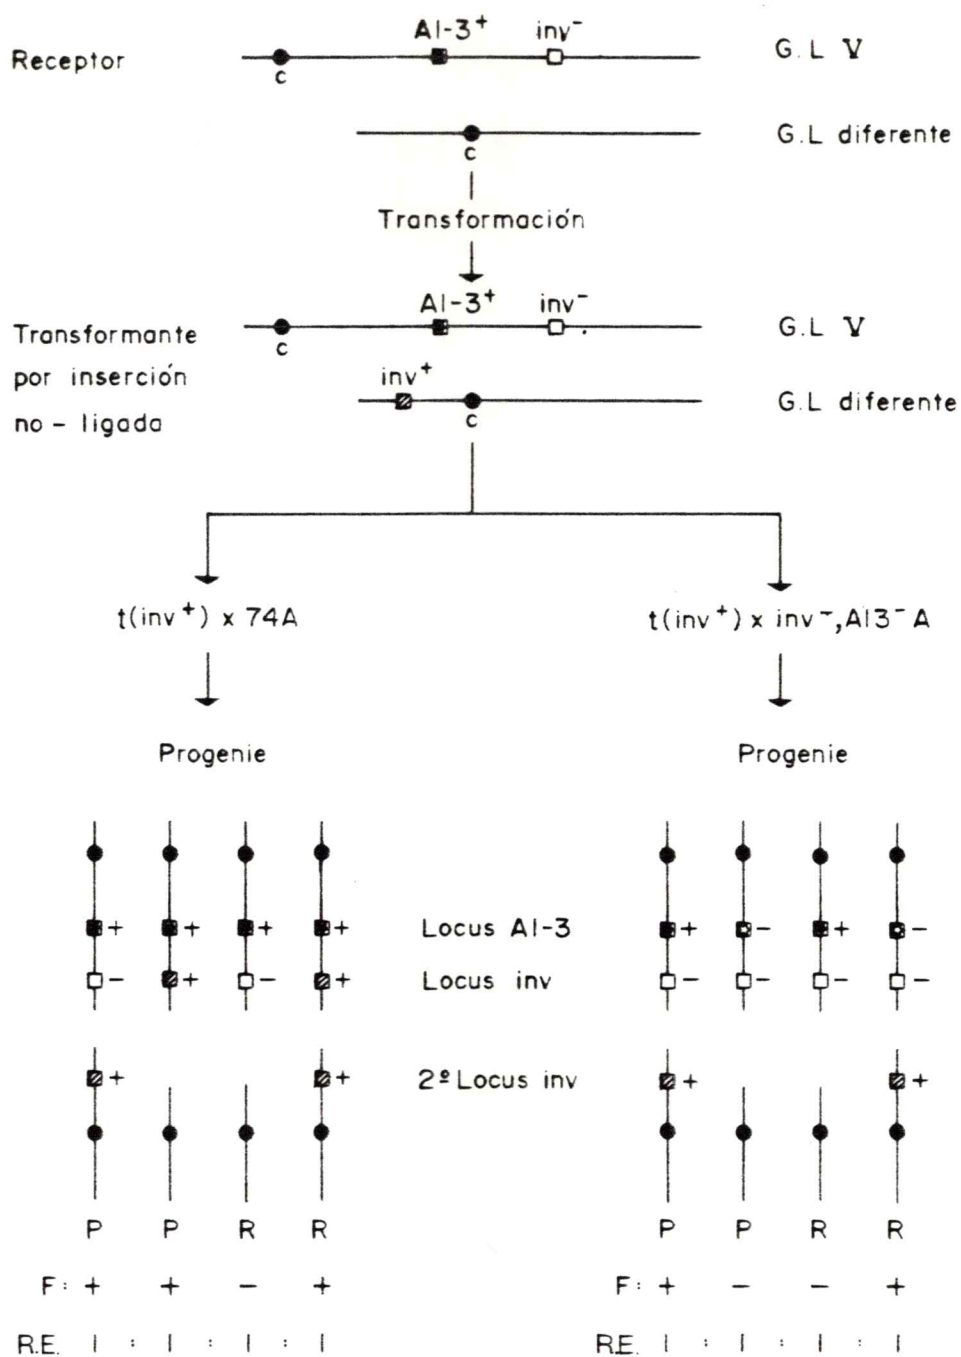 Al-3+ inv-
Receptor G.L V
c
G.L diferente
c
Transformación
Al-3+ inv-
Transformante G.L V
c
por inserción inv+
no - ligada G.L diferente
c
t(inv+) x 74A t(inv+) x inv-,Al3- A
Progenie Progenie
+ + + + Locus Al-3 + - + -
- + - + Locus inv - - - -
+ + 2º Locus inv + +
P P R R P P R R
F: + + - + F: + - - +
R.E. 1 : 1 : 1 : 1 R.E. 1 : 1 : 1 : 1